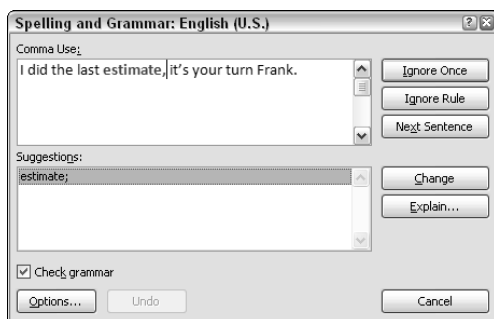 Spelling and Grammar: English (U.S.)
Comma Use:
I did the last estimate, it's your turn Frank.
Ignore Once
Ignore Rule
Next Sentence
Suggestions:
estimate;
Change
Explain...
Check grammar
Options...
Undo
Cancel